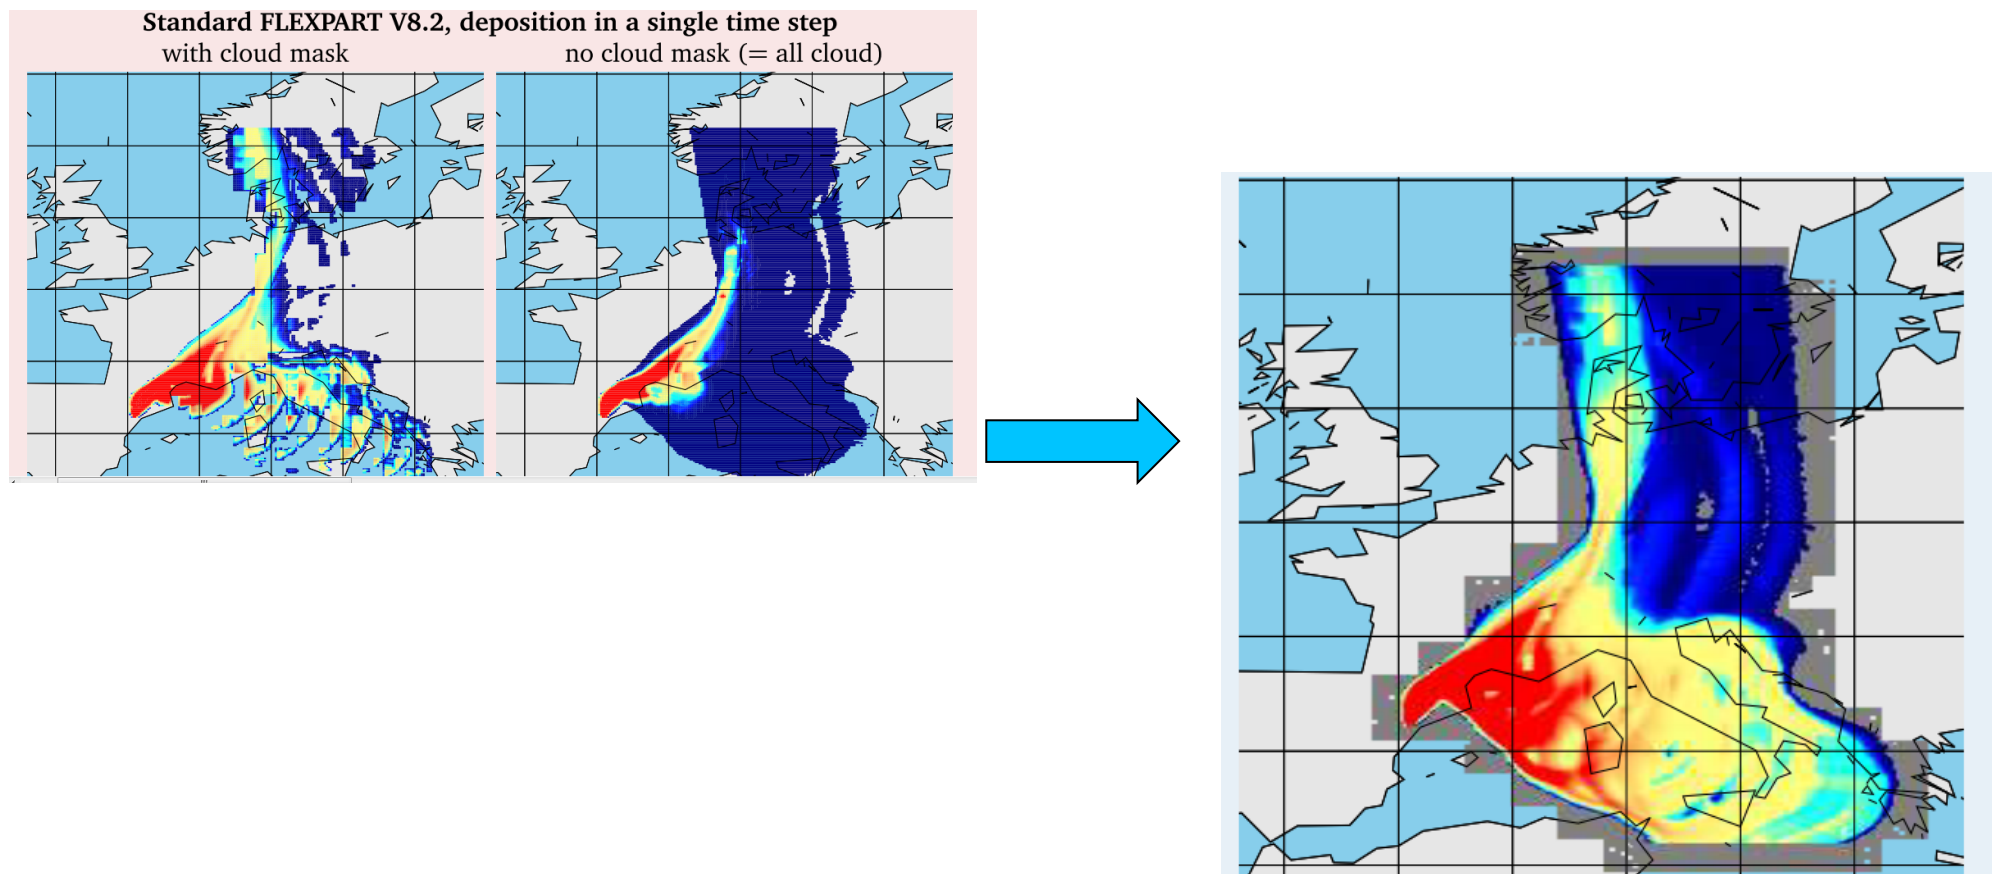 Standard FLEXPART V8.2, deposition in a single time step
with cloud mask
no cloud mask (= all cloud)